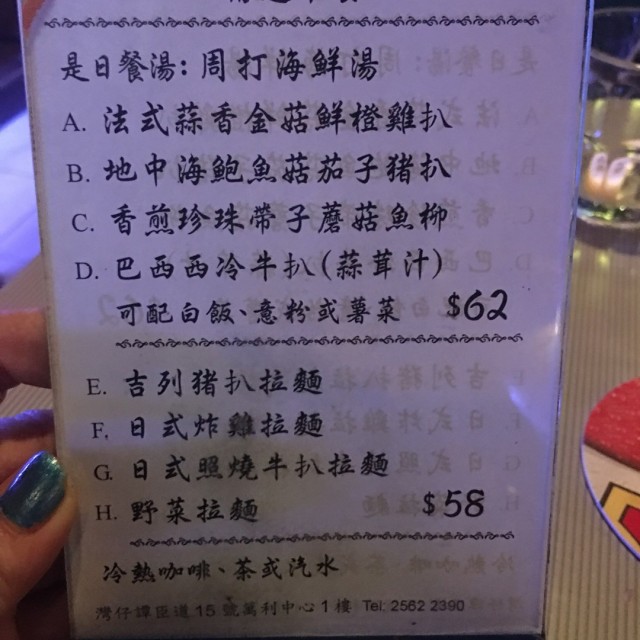 是日餐湯: 周打海鮮湯
A. 法式蒜香金菇鮮橙雞扒
B. 地中海鮑魚菇茄子豬扒
C. 香煎珍珠帶子蘑菇魚柳
D. 巴西西冷牛扒(蒜茸汁)
可配白飯、意粉或薯菜 $62
E. 吉列豬扒拉麵
F. 日式炸雞拉麵
G. 日式照燒牛扒拉麵
H. 野菜拉麵 $58
冷熱咖啡、茶或汽水
灣仔譚臣道 15 號萬利中心 1 樓 Tel: 2562 2390